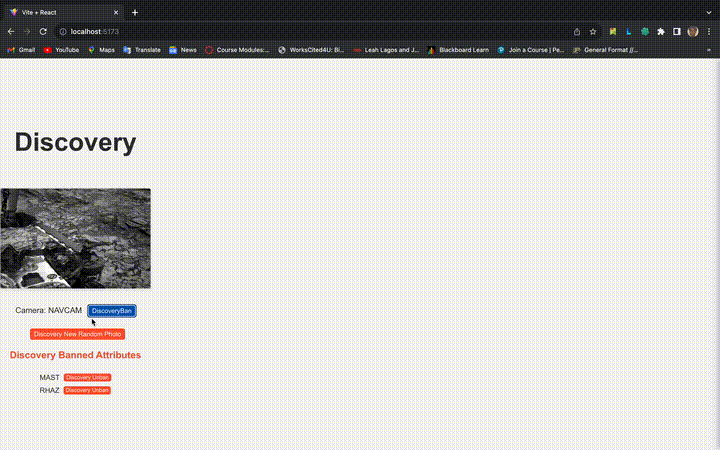 Vite + React
localhost:5173
Gmail YouTube Maps Translate News Course Modules:... WorksCited4U: Bi... Leah Lagos and J... Blackboard Learn Join a Course | Pe... General Format //... »
Discovery
Camera: NAVCAM DiscoveryBan
Discovery New Random Photo
Discovery Banned Attributes
MAST Discovery Unban
RHAZ Discovery Unban